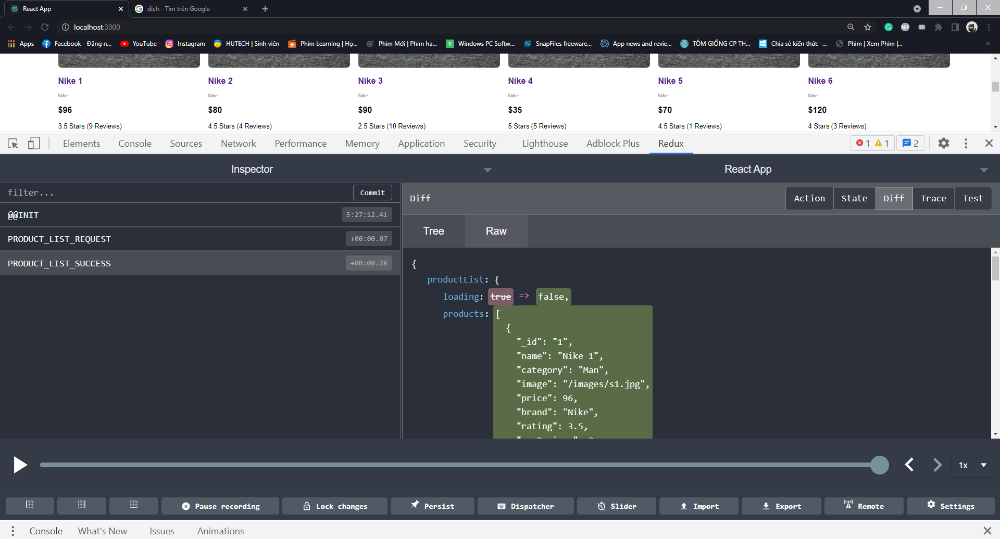 React App
dịch - Tìm trên Google
localhost:3000
Apps
Facebook - Đăng n...
YouTube
Instagram
HUTECH | Sinh viên
Phim Learning | Họ...
Phim Mới | Phim ha...
Windows PC Softw...
SnapFiles freeware...
App news and revie...
TÔM GIỐNG CP TH...
Chia sẻ kiến thức -...
Phim | Xem Phim |...
Nike 1
Nike 2
Nike 3
Nike 4
Nike 5
Nike 6
Nike
Nike
Nike
Nike
Nike
Nike
$96
$80
$90
$35
$70
$120
3.5 Stars (9 Reviews)
4.5 Stars (4 Reviews)
2.5 Stars (10 Reviews)
5 Stars (5 Reviews)
4.5 Stars (1 Reviews)
4 Stars (3 Reviews)
Elements
Console
Sources
Network
Performance
Memory
Application
Security
Lighthouse
Adblock Plus
Redux
1
1
2
Inspector
React App
filter...
Commit
@@INIT
5:27:12.41
PRODUCT_LIST_REQUEST
+00:00.07
PRODUCT_LIST_SUCCESS
+00:00.28
Diff
Action
State
Diff
Trace
Test
Tree
Raw
{
productList: {
loading: true => false,
products: [
{
"_id": "1",
"name": "Nike 1",
"category": "Man",
"image": "/images/s1.jpg",
"price": 96,
"brand": "Nike",
"rating": 3.5,
1x
Pause recording
Lock changes
Persist
Dispatcher
Slider
Import
Export
Remote
Settings
Console
What's New
Issues
Animations